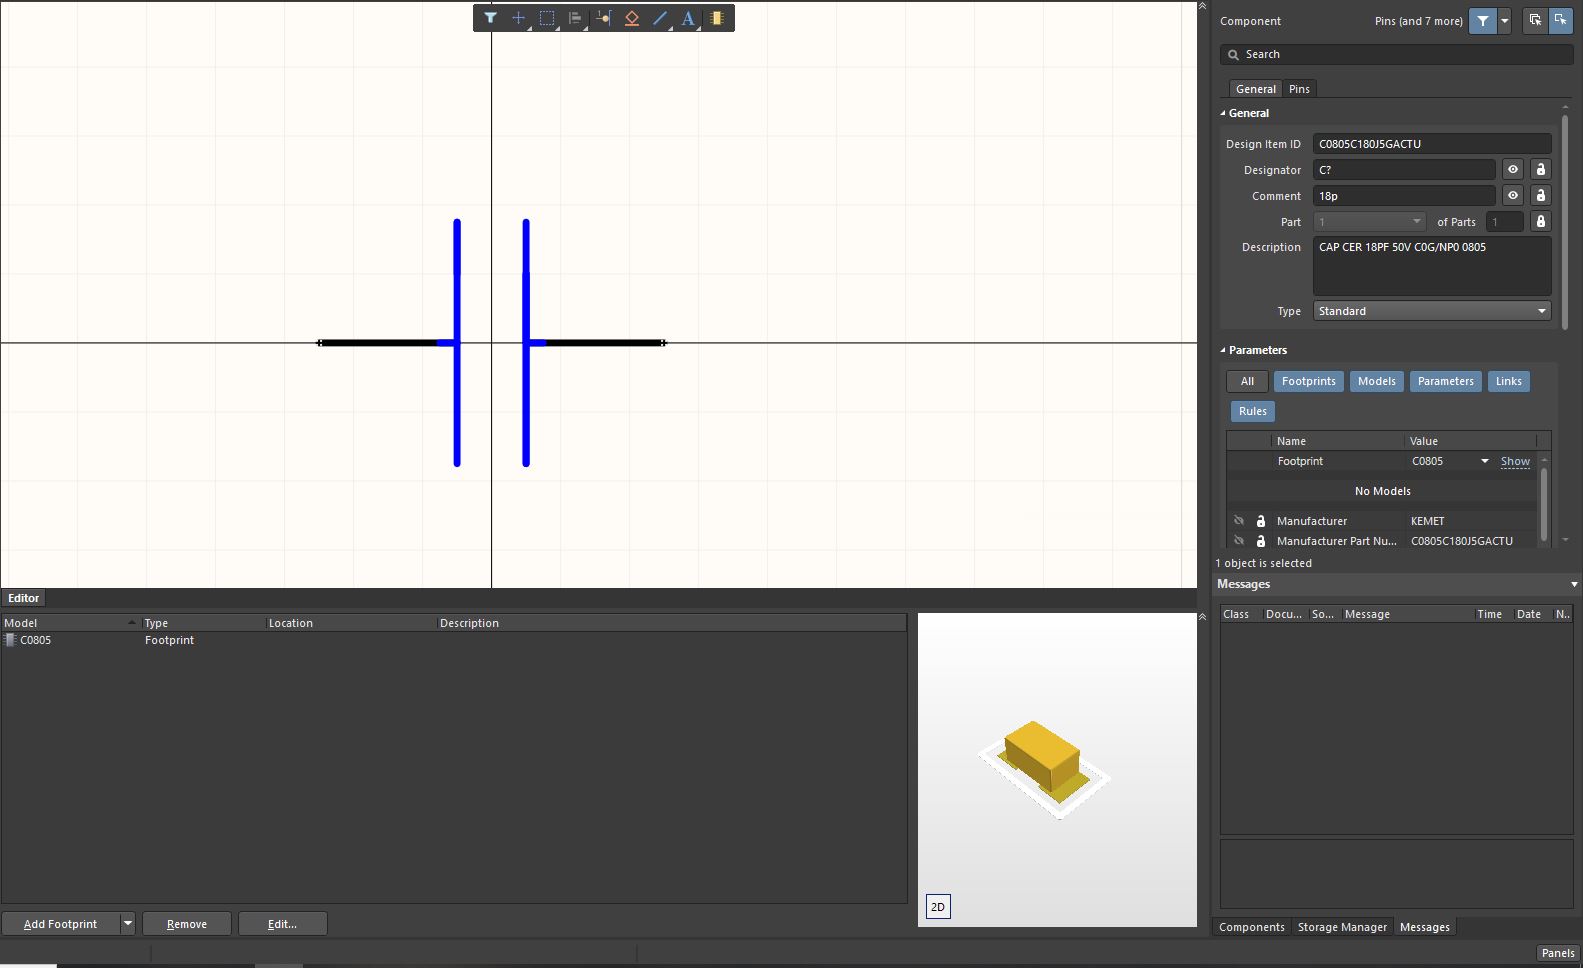 Component
Pins (and 7 more)
Search
General Pins
General
Design Item ID C0805C180J5GACTU
Designator C?
Comment 18p
Part 1 of Parts 1
Description CAP CER 18PF 50V C0G/NP0 0805
Type Standard
Parameters
All Footprints Models Parameters Links
Rules
Name Value
Footprint C0805 Show
No Models
Manufacturer KEMET
Manufacturer Part Nu... C0805C180J5GACTU
1 object is selected
Messages
Class Docu... So... Message Time Date N..
Components Storage Manager Messages
Panels
A
Editor
Model Type Location Description
C0805 Footprint
2D
Add Footprint Remove Edit...